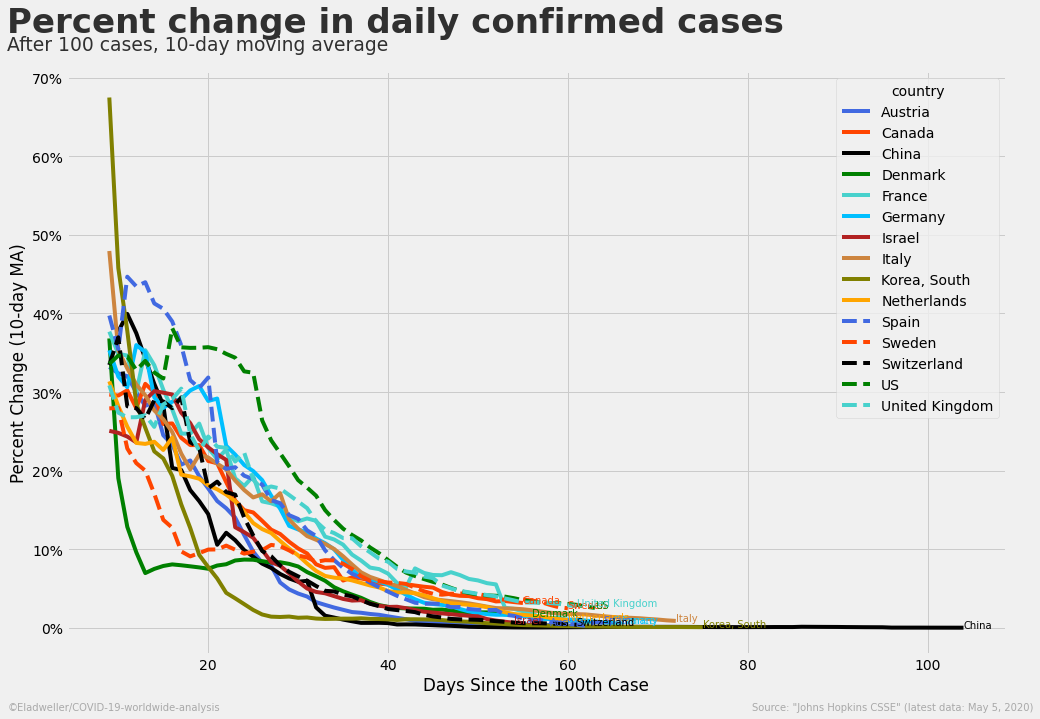 Percent change in daily confirmed cases
After 100 cases, 10-day moving average
70%
60%
50%
40%
30%
20%
10%
0%
Percent Change (10-day MA)
country
Austria
Canada
China
Denmark
France
Germany
Israel
Italy
Korea, South
Netherlands
Spain
Sweden
Switzerland
US
United Kingdom
Canada
United Kingdom
US
Denmark
Italy
Switzerland
Korea, South
China
20
40
60
80
100
Days Since the 100th Case
©Eladweller/COVID-19-worldwide-analysis
Source: "Johns Hopkins CSSE" (latest data: May 5, 2020)